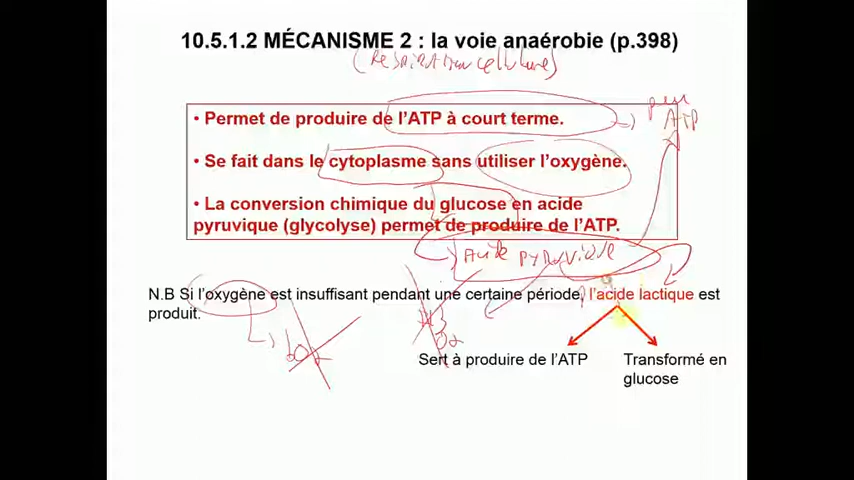 10.5.1.2 MÉCANISME 2 : la voie anaérobie (p.398)
(Respiration cellulaire)
• Permet de produire de l'ATP à court terme.
peu
ATP
• Se fait dans le cytoplasme sans utiliser l'oxygène.
• La conversion chimique du glucose en acide
pyruvique (glycolyse) permet de produire de l'ATP.
Acide pyruvique
N.B Si l'oxygène est insuffisant pendant une certaine période, l'acide lactique est
produit.
O2
Sert à produire de l'ATP
Transformé en
glucose